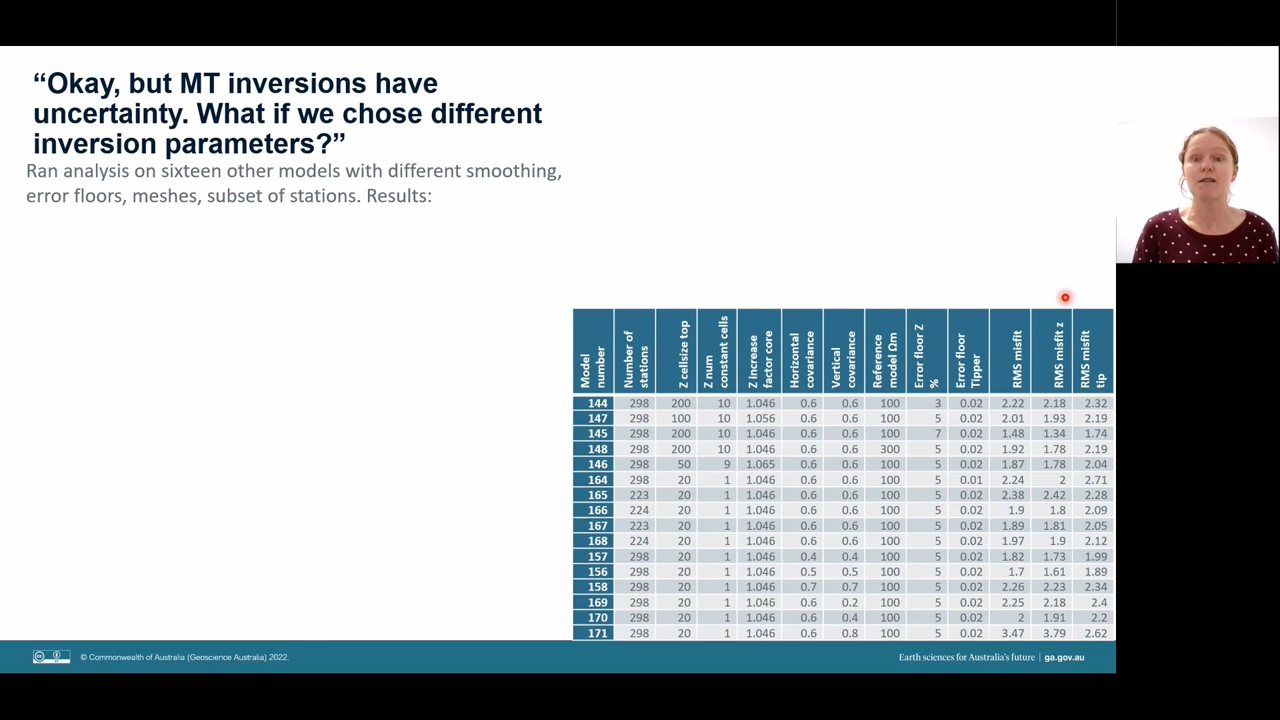 “Okay, but MT inversions have
uncertainty. What if we chose different
inversion parameters?”
Ran analysis on sixteen other models with different smoothing,
error floors, meshes, subset of stations. Results:
Model number Number of stations Z cellsize top Z num constant cells Z increase factor core Horizontal covariance Vertical covariance Reference model Ωm Error floor Z % Error floor Tipper RMS misfit RMS misfit z RMS misfit tip
144 298 200 10 1.046 0.6 0.6 100 3 0.02 2.22 2.18 2.32
147 298 100 10 1.056 0.6 0.6 100 5 0.02 2.01 1.93 2.19
145 298 200 10 1.046 0.6 0.6 100 7 0.02 1.48 1.34 1.74
148 298 200 10 1.046 0.6 0.6 300 5 0.02 1.92 1.78 2.19
146 298 50 9 1.065 0.6 0.6 100 5 0.02 1.87 1.78 2.04
164 298 20 1 1.046 0.6 0.6 100 5 0.01 2.24 2 2.71
165 223 20 1 1.046 0.6 0.6 100 5 0.02 2.38 2.42 2.28
166 224 20 1 1.046 0.6 0.6 100 5 0.02 1.9 1.8 2.09
167 223 20 1 1.046 0.6 0.6 100 5 0.02 1.89 1.81 2.05
168 224 20 1 1.046 0.6 0.6 100 5 0.02 1.97 1.9 2.12
157 298 20 1 1.046 0.4 0.4 100 5 0.02 1.82 1.73 1.99
156 298 20 1 1.046 0.5 0.5 100 5 0.02 1.7 1.61 1.89
158 298 20 1 1.046 0.7 0.7 100 5 0.02 2.26 2.23 2.34
169 298 20 1 1.046 0.6 0.2 100 5 0.02 2.25 2.18 2.4
170 298 20 1 1.046 0.6 0.4 100 5 0.02 2 1.91 2.2
171 298 20 1 1.046 0.6 0.8 100 5 0.02 3.47 3.79 2.62
© Commonwealth of Australia (Geoscience Australia) 2022.
Earth sciences for Australia’s future | ga.gov.au